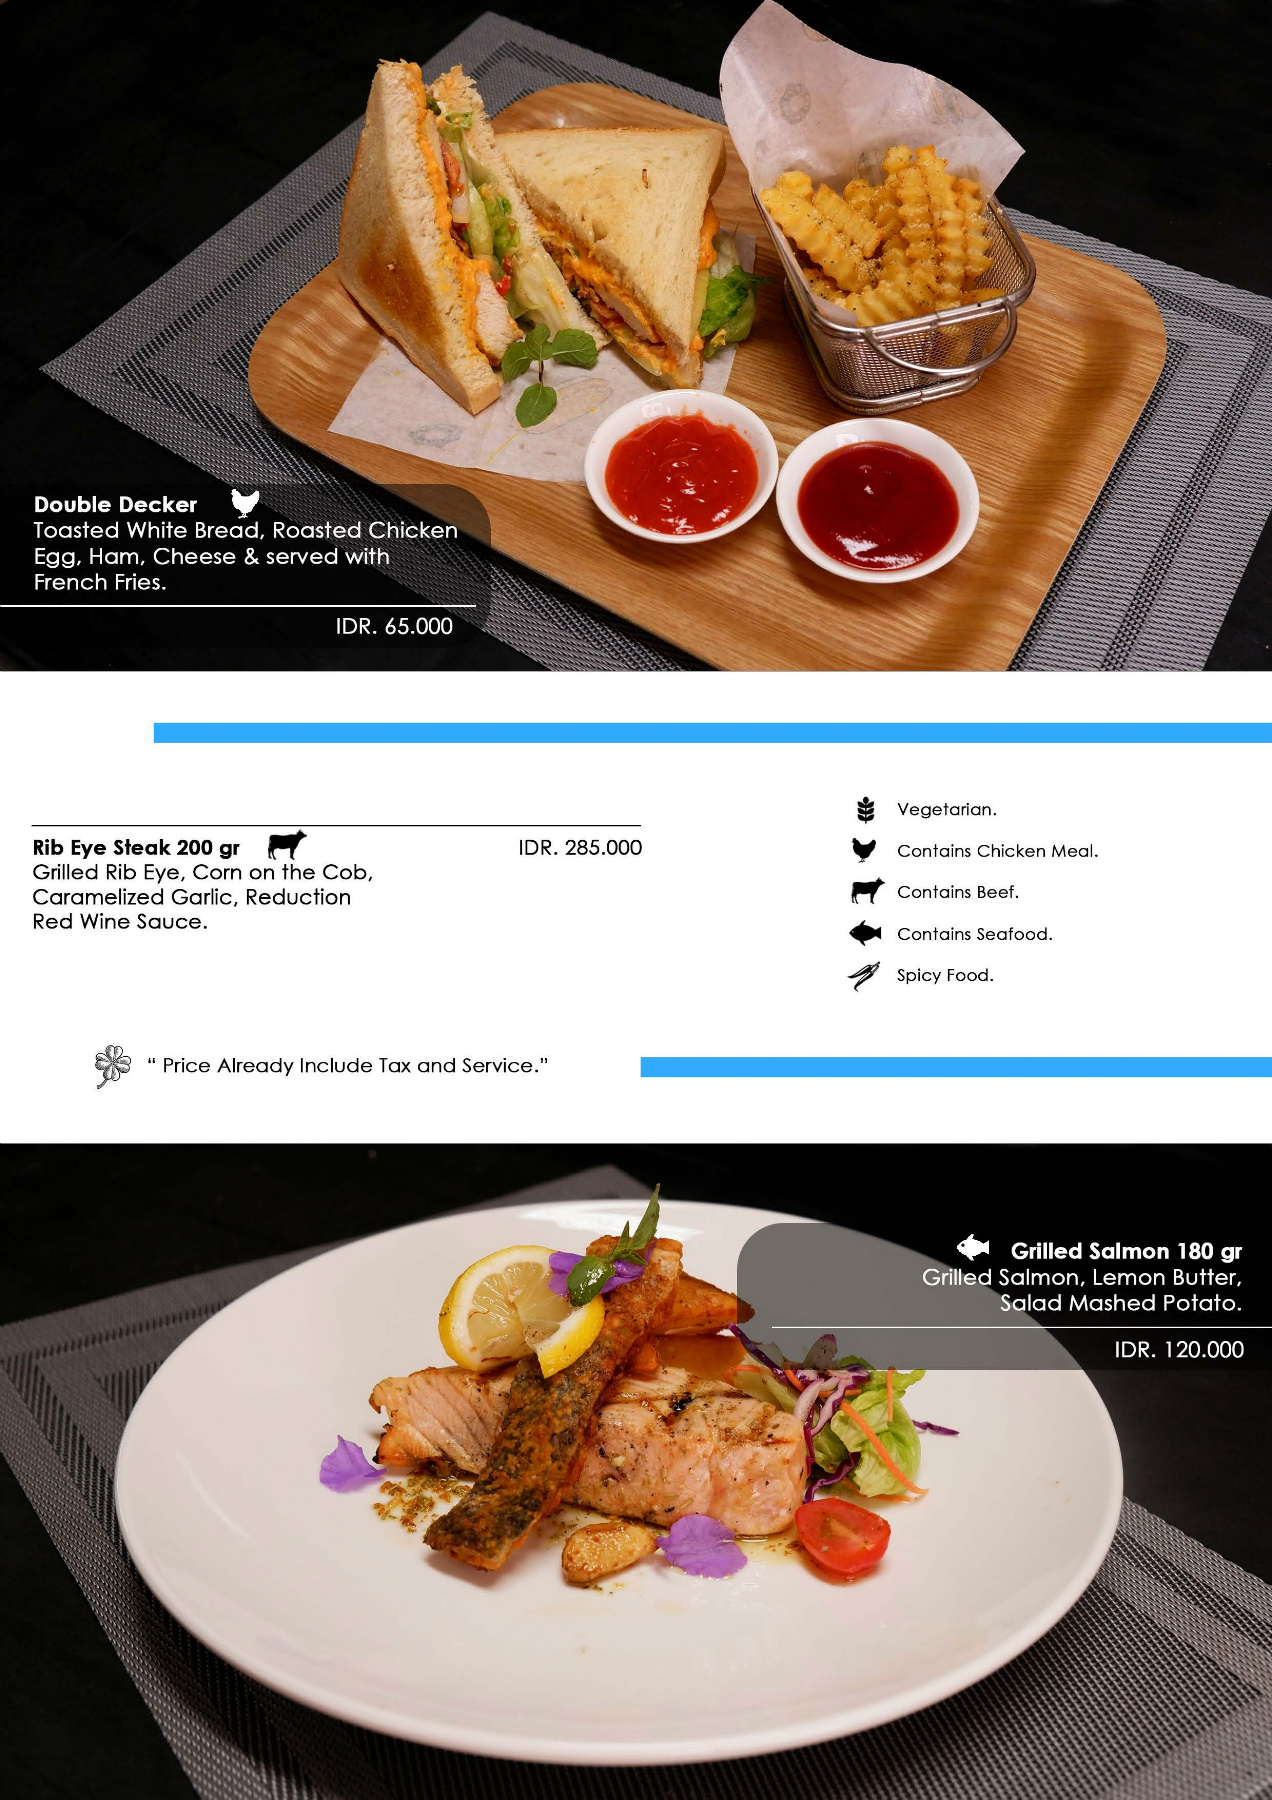 Double Decker
Toasted White Bread, Roasted Chicken
Egg, Ham, Cheese & served with
French Fries.
IDR. 65.000
Rib Eye Steak 200 gr
IDR. 285.000
Grilled Rib Eye, Corn on the Cob,
Caramelized Garlic, Reduction
Red Wine Sauce.
Vegetarian.
Contains Chicken Meal.
Contains Beef.
Contains Seafood.
Spicy Food.
“ Price Already Include Tax and Service.”
Grilled Salmon 180 gr
Grilled Salmon, Lemon Butter,
Salad Mashed Potato.
IDR. 120.000